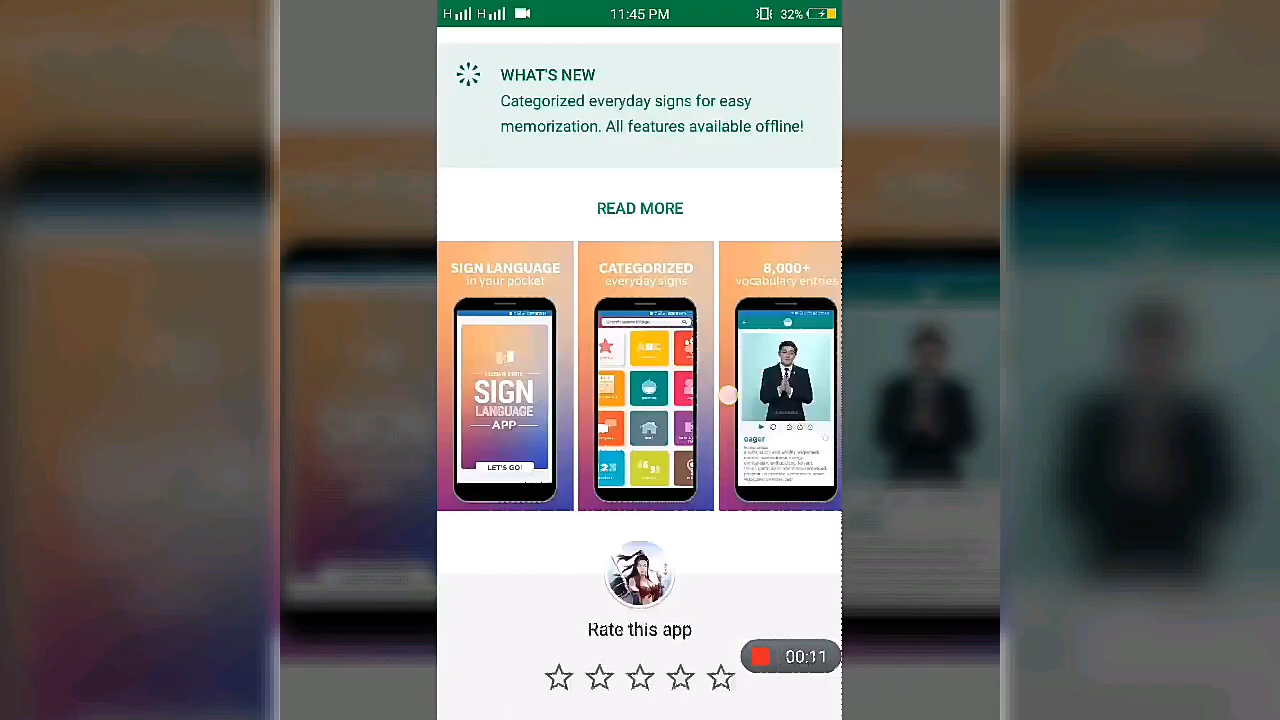 H H 11:45 PM 32%
WHAT'S NEW
Categorized everyday signs for easy
memorization. All features available offline!
READ MORE
SIGN LANGUAGE
in your pocket
CATEGORIZED
everyday signs
8,000+
vocabulary entries
SIGN
LANGUAGE
APP
LET'S GO!
ABC
eager
Rate this app
00:11